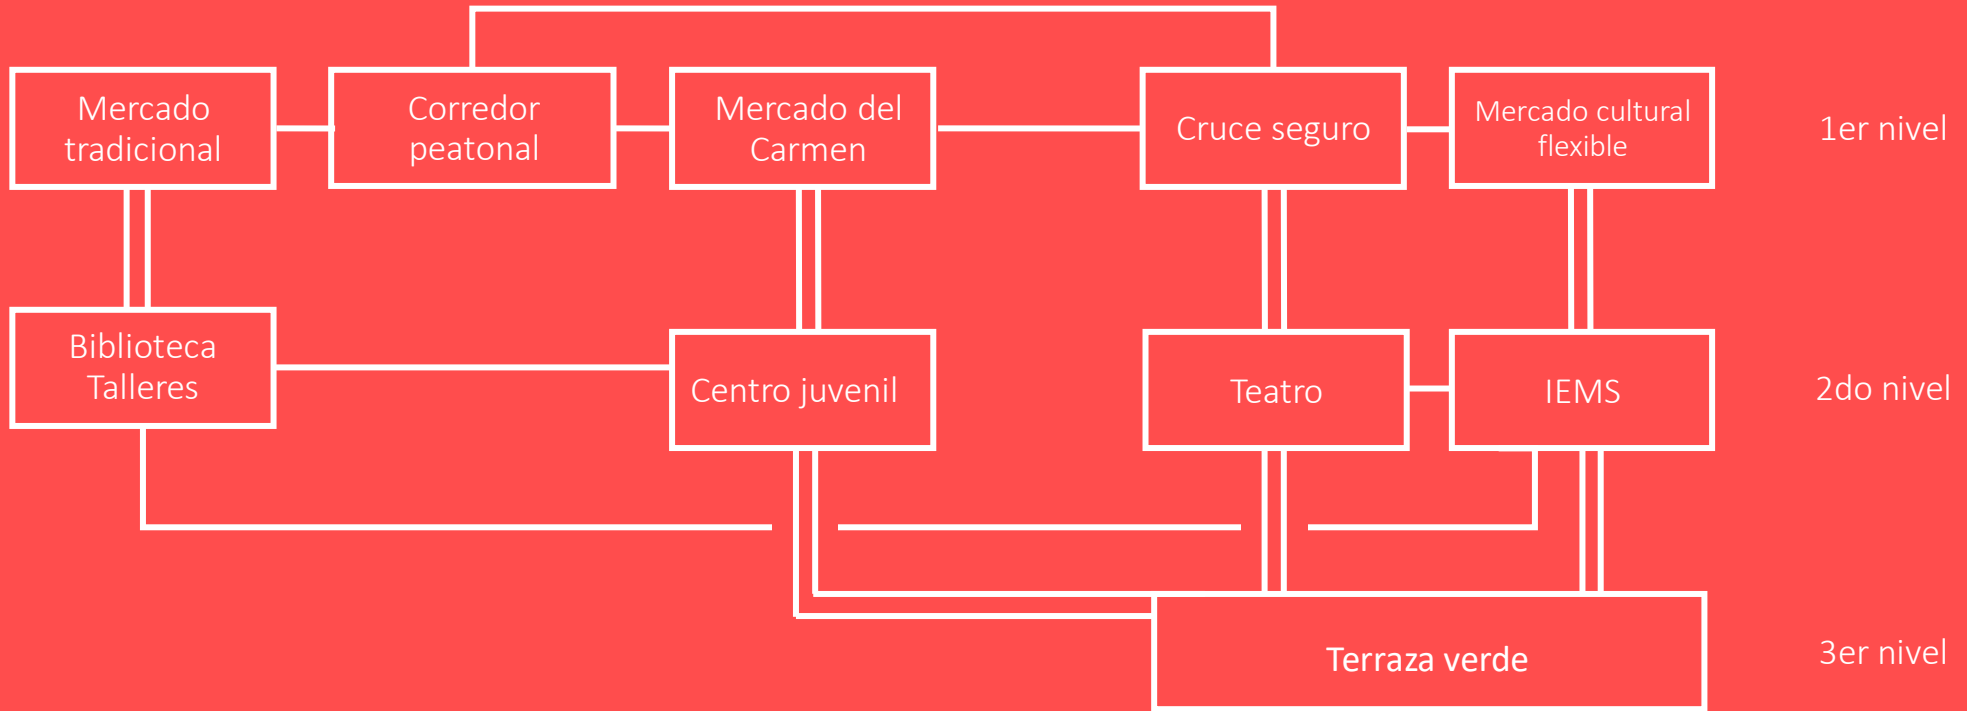 Mercado
tradicional
Corredor
peatonal
Mercado del
Carmen
Cruce seguro
Mercado cultural
flexible
1er nivel
Biblioteca
Talleres
Centro juvenil
Teatro
IEMS
2do nivel
Terraza verde
3er nivel